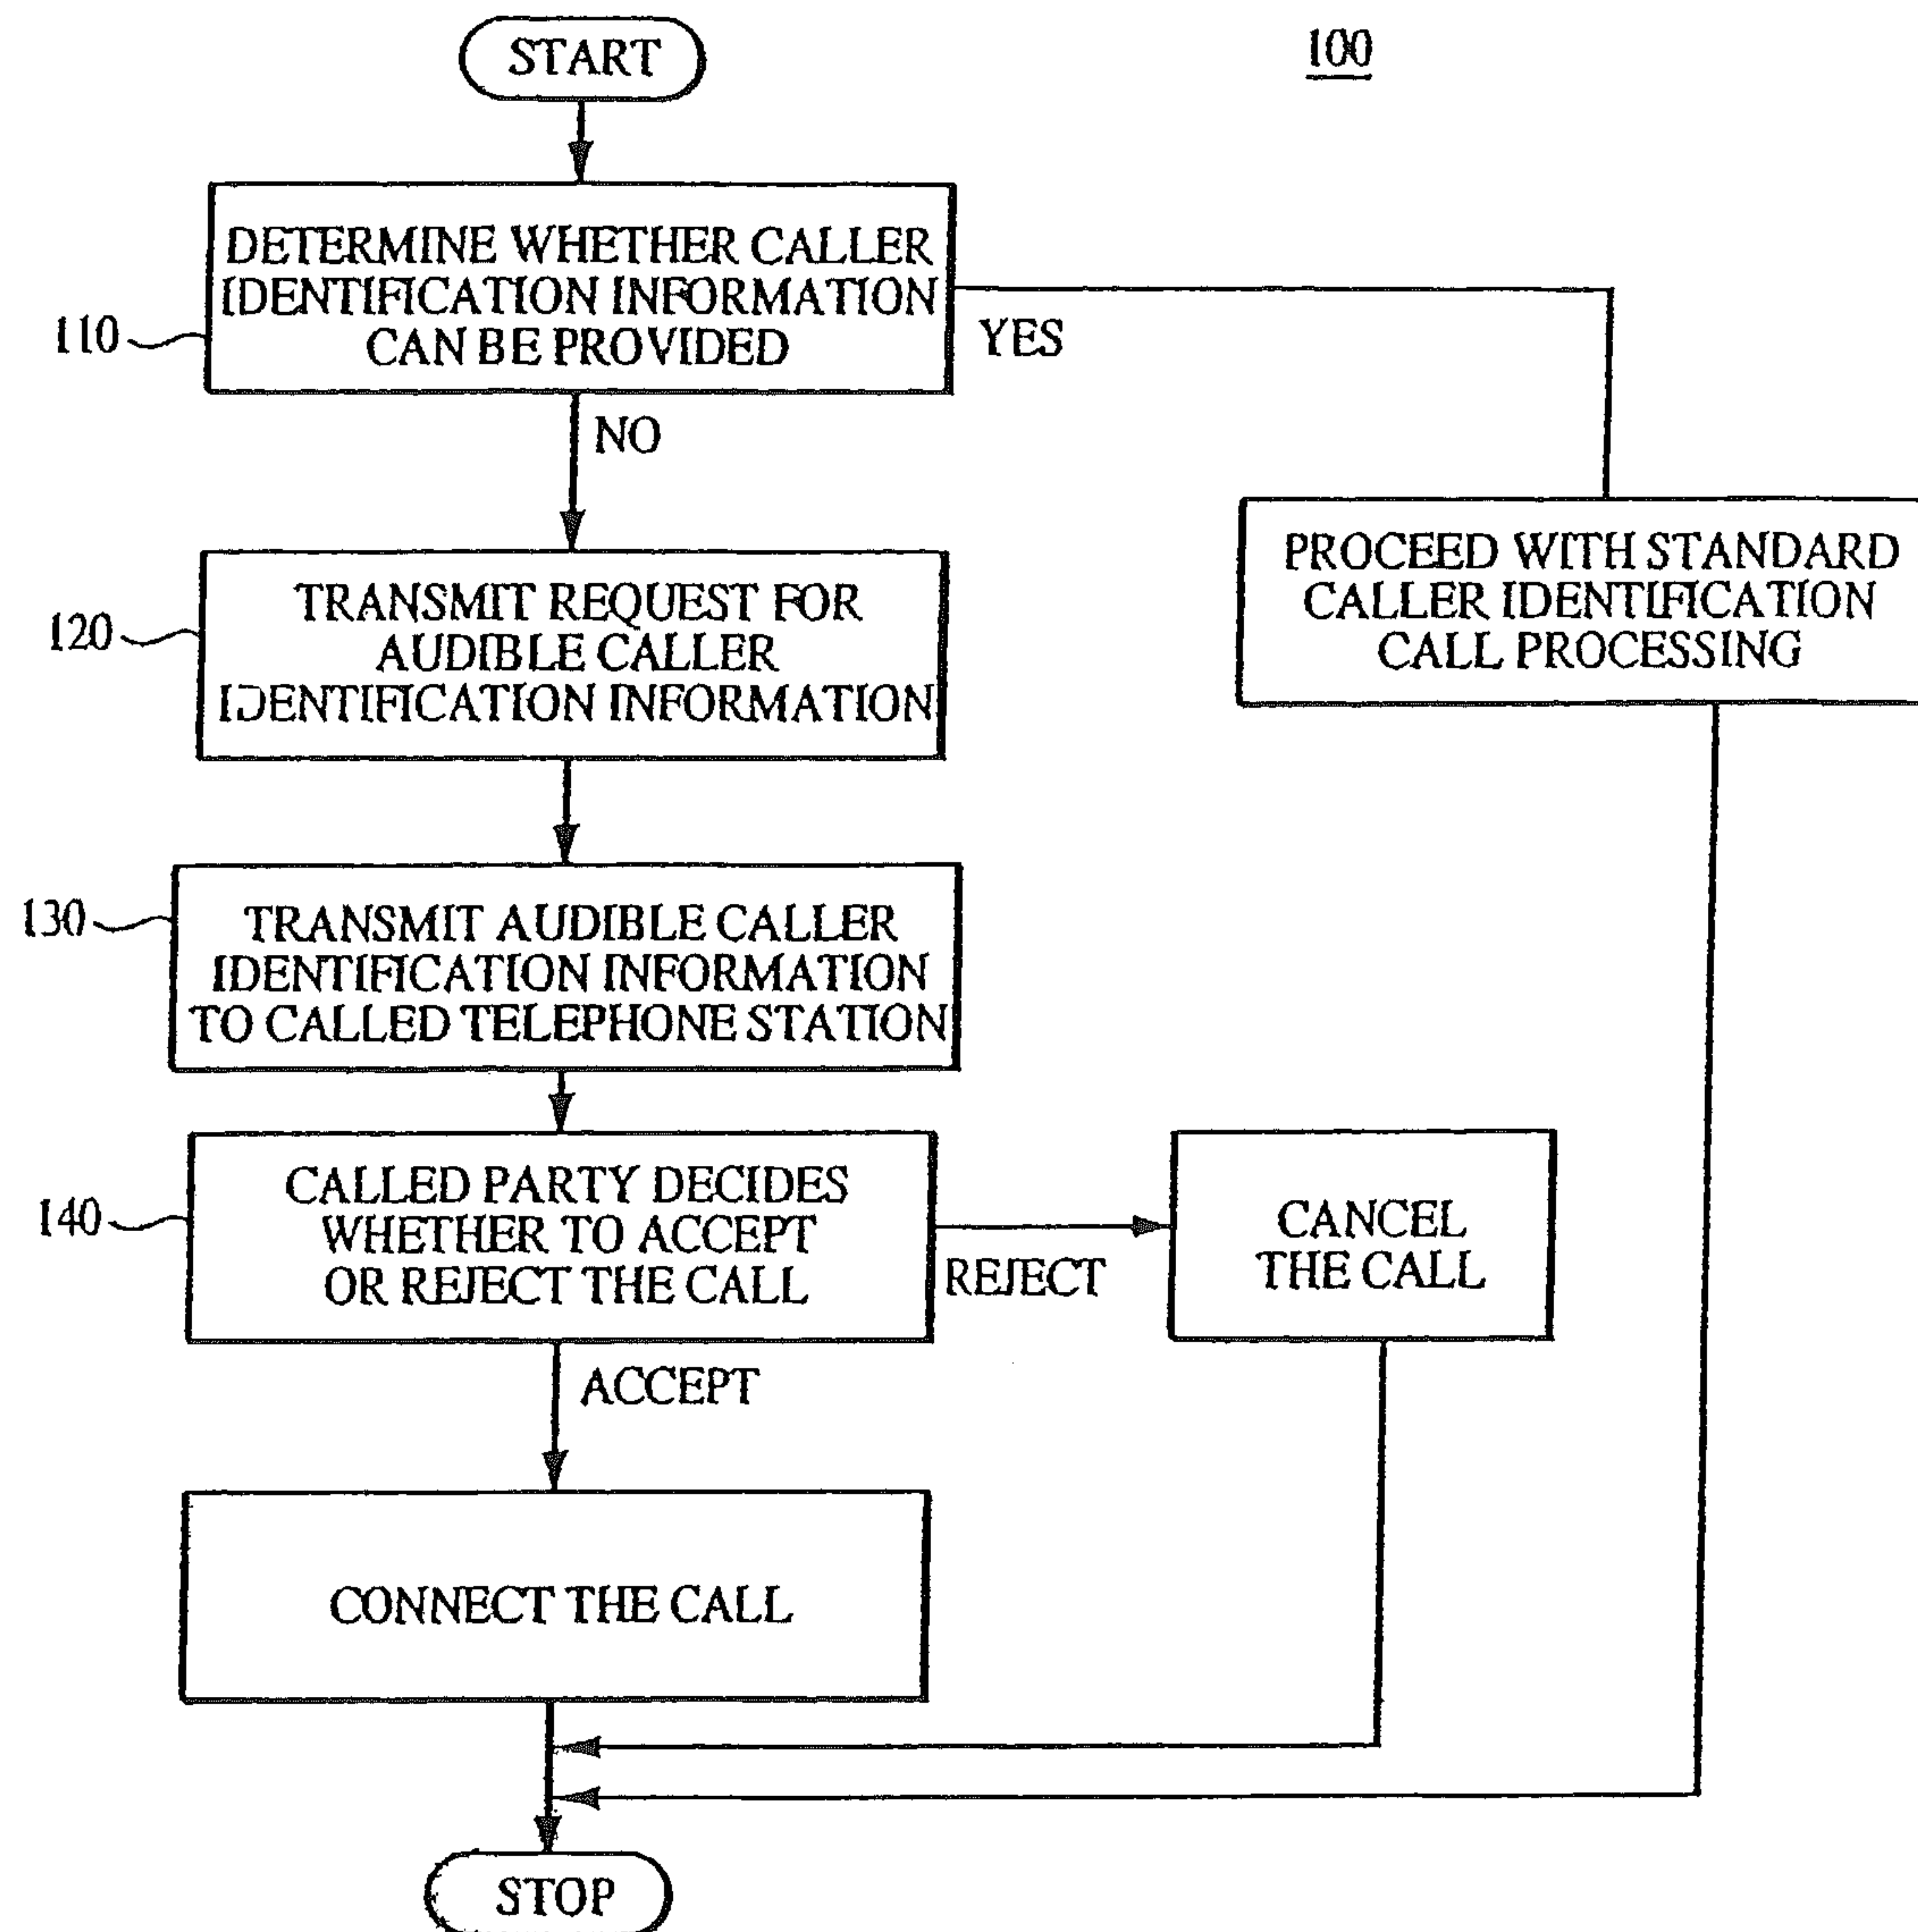 START
100
DETERMINE WHETHER CALLER
IDENTIFICATION INFORMATION
CAN BE PROVIDED
110
YES
NO
PROCEED WITH STANDARD
CALLER IDENTIFICATION
CALL PROCESSING
TRANSMIT REQUEST FOR
AUDIBLE CALLER
IDENTIFICATION INFORMATION
120
TRANSMIT AUDIBLE CALLER
IDENTIFICATION INFORMATION
TO CALLED TELEPHONE STATION
130
CALLED PARTY DECIDES
WHETHER TO ACCEPT
OR REJECT THE CALL
140
REJECT
CANCEL
THE CALL
ACCEPT
CONNECT THE CALL
STOP